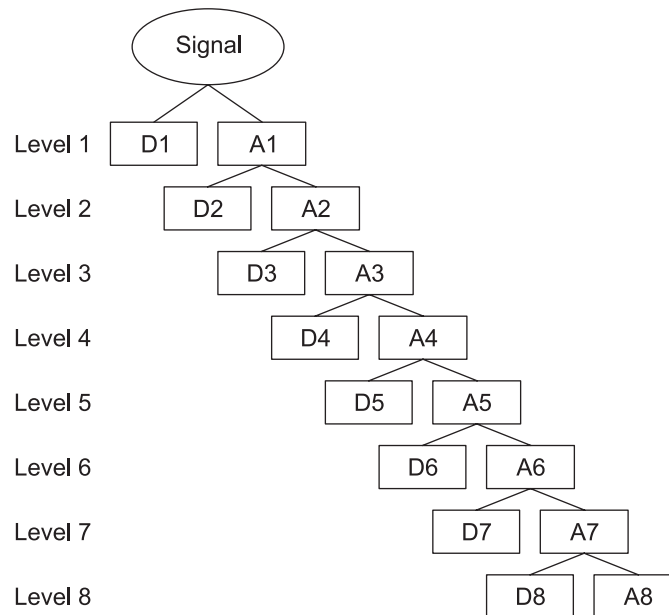 Signal
Level 1 D1 A1
Level 2 D2 A2
Level 3 D3 A3
Level 4 D4 A4
Level 5 D5 A5
Level 6 D6 A6
Level 7 D7 A7
Level 8 D8 A8